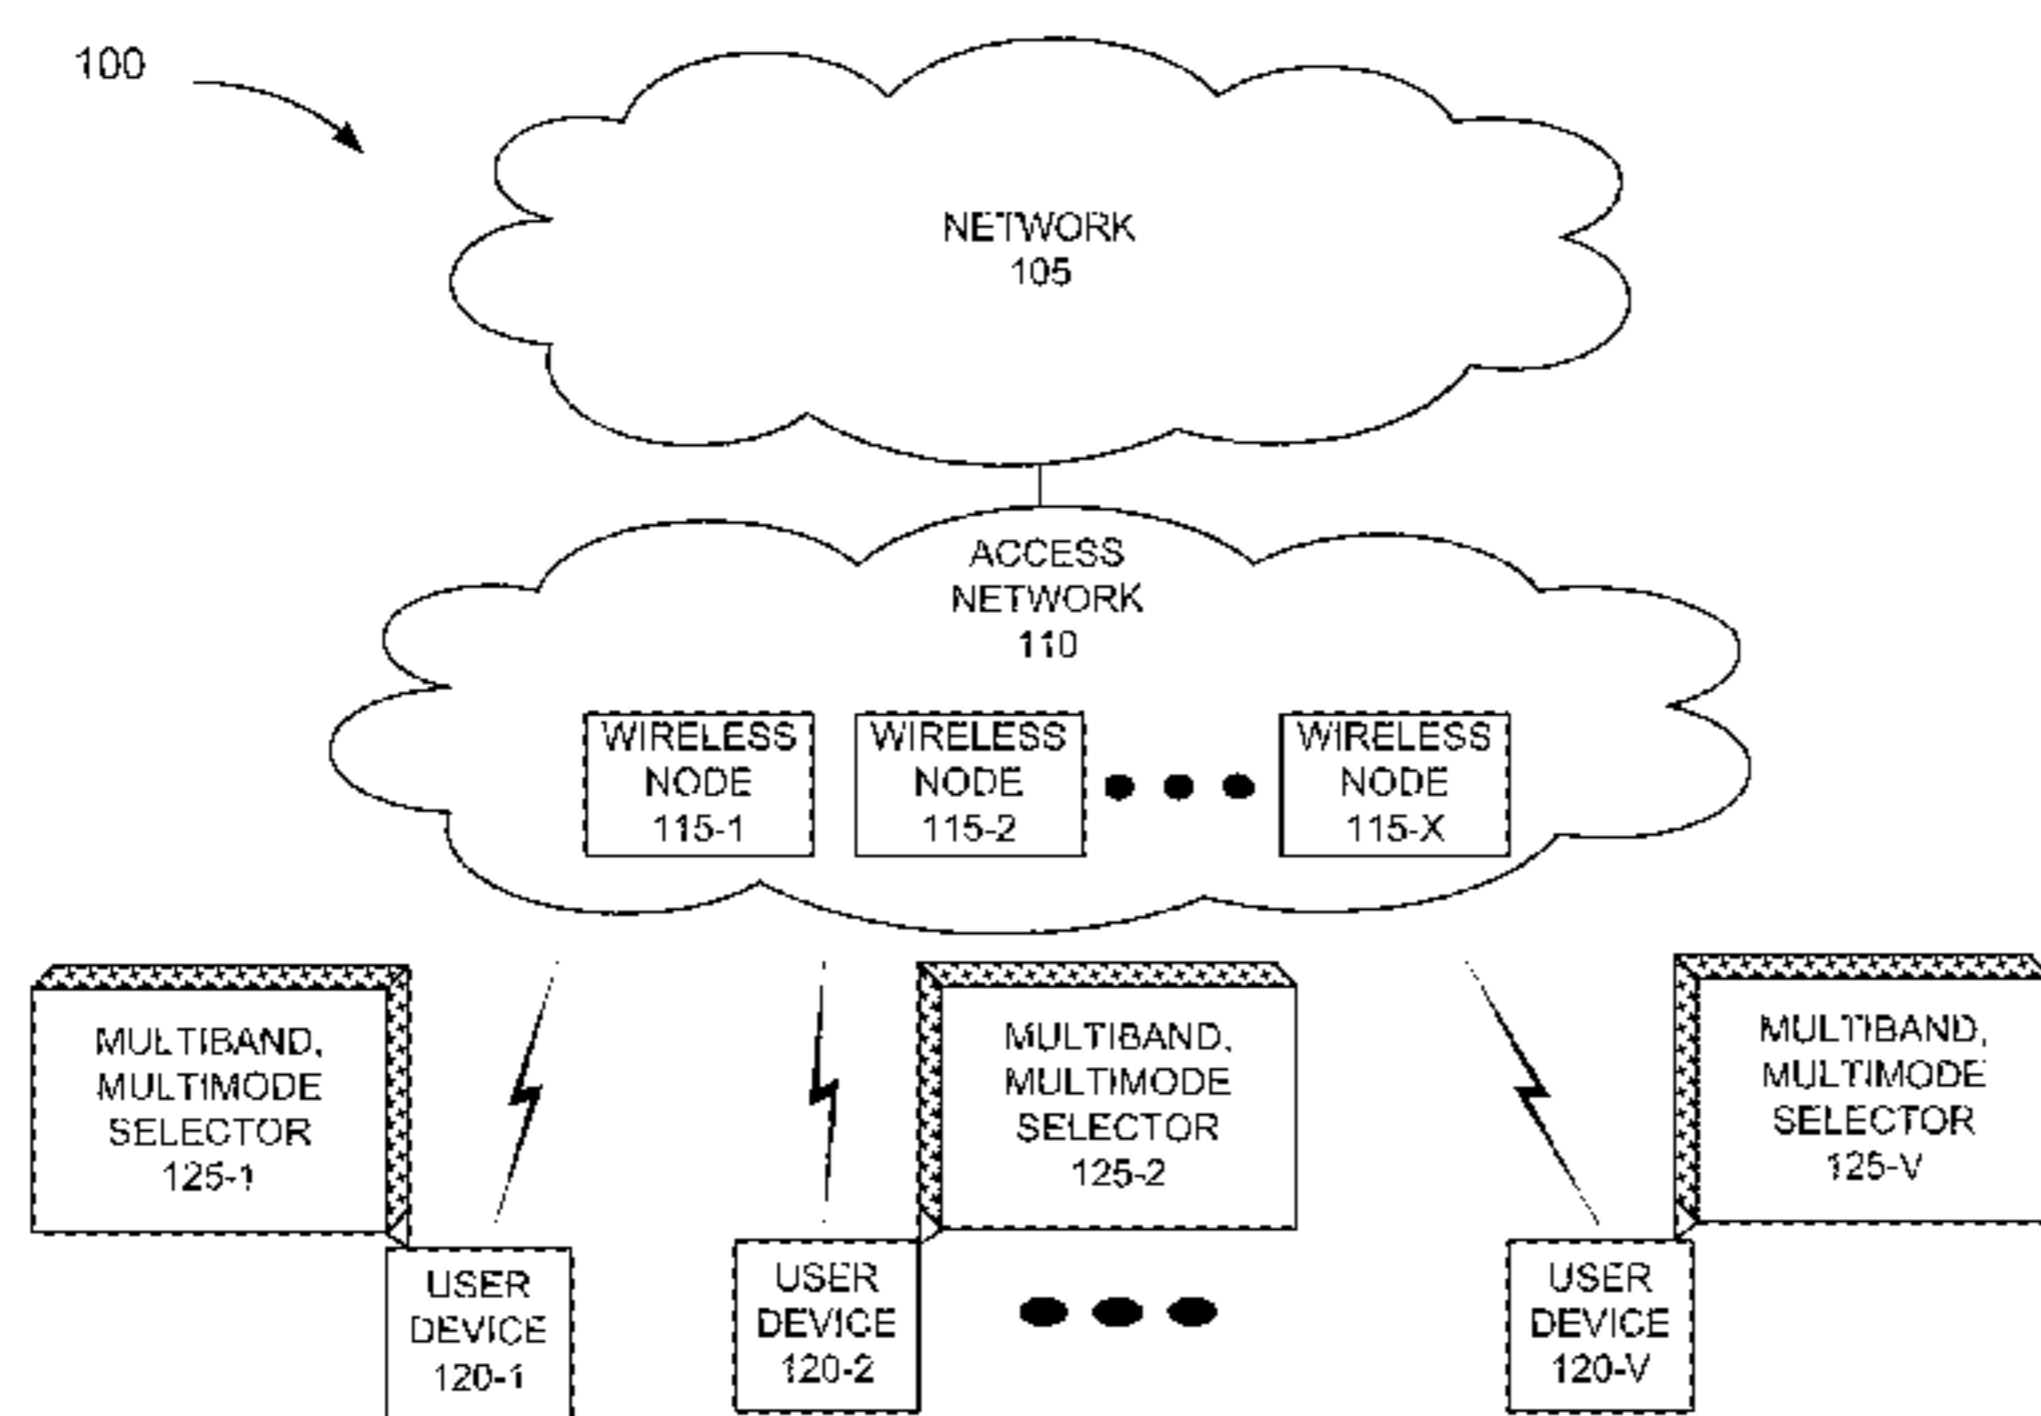 100
NETWORK
105
ACCESS
NETWORK
110
WIRELESS
NODE
115-1
WIRELESS
NODE
115-2
WIRELESS
NODE
115-X
MULTIBAND,
MULTIMODE
SELECTOR
125-1
MULTIBAND,
MULTIMODE
SELECTOR
125-2
MULTIBAND,
MULTIMODE
SELECTOR
125-V
USER
DEVICE
120-1
USER
DEVICE
120-2
USER
DEVICE
120-V